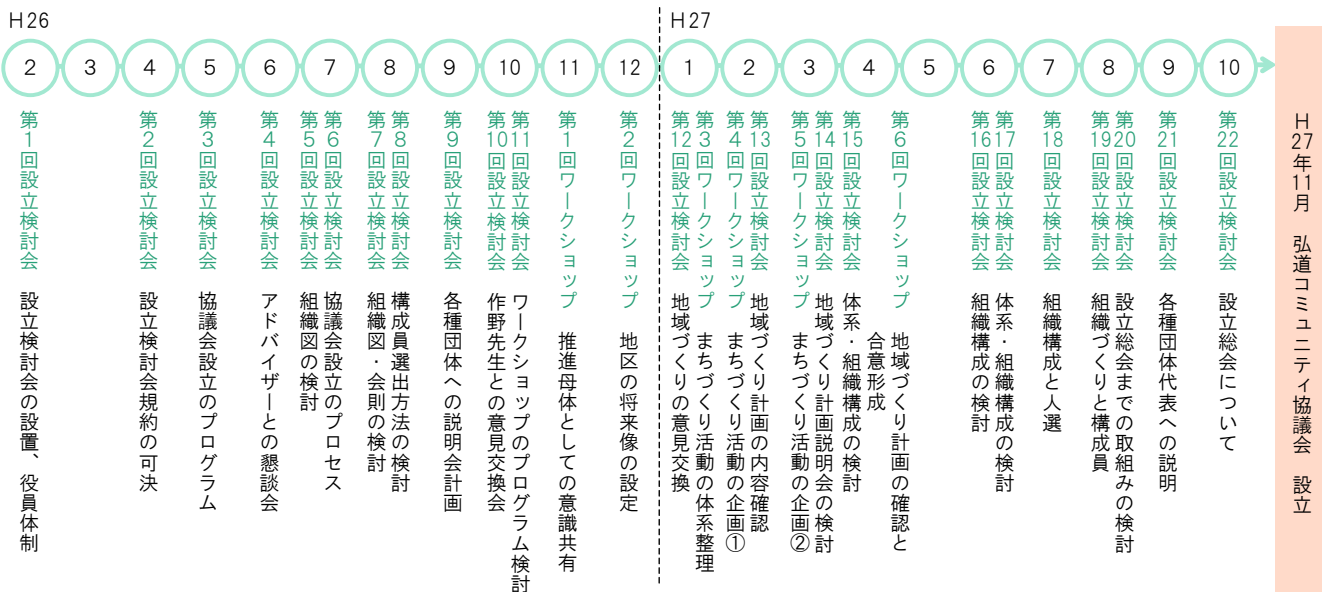 H26
H27
2
3
4
5
6
7
8
9
10
11
12
1
2
3
4
5
6
7
8
9
10
第1回設立検討会 設立検討会の設置、役員体制
第2回設立検討会 設立検討会規約の可決
第3回設立検討会 協議会設立のプログラム
第4回設立検討会 アドバイザーとの懇談会
第5回設立検討会 組織図の検討
第6回設立検討会 協議会設立のプロセス
第7回設立検討会 組織図・会則の検討
第8回設立検討会 構成員選出方法の検討
第9回設立検討会 各種団体への説明会計画
第10回設立検討会 作野先生との意見交換会
第11回設立検討会 ワークショップのプログラム検討
第1回ワークショップ 推進母体としての意識共有
第2回ワークショップ 地区の将来像の設定
第12回設立検討会 地域づくりの意見交換
第3回ワークショップ まちづくり活動の体系整理
第4回ワークショップ まちづくり活動の企画①
第13回設立検討会 地域づくり計画の内容確認
第5回ワークショップ まちづくり活動の企画②
第14回設立検討会 地域づくり計画説明会の検討
第15回設立検討会 体系・組織構成の検討
第6回ワークショップ 地域づくり計画の確認と
合意形成
第16回設立検討会 組織構成の検討
第17回設立検討会 体系・組織構成の検討
第18回設立検討会 組織構成と人選
第19回設立検討会 組織づくりと構成員
第20回設立検討会 設立総会までの取組みの検討
第21回設立検討会 各種団体代表への説明
第22回設立検討会 設立総会について
H27年11月 弘道コミュニティ協議会 設立